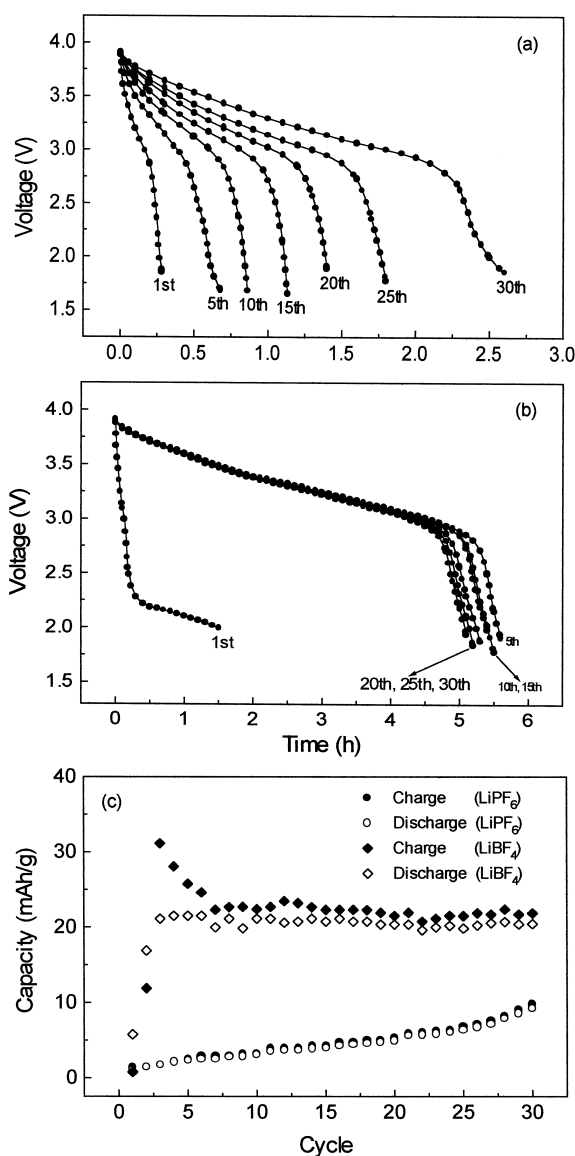 (a)
Voltage (V)
4.0
3.5
3.0
2.5
2.0
1.5
1st
5th
10th
15th
20th
25th
30th
0.0 0.5 1.0 1.5 2.0 2.5 3.0
(b)
Voltage (V)
4.0
3.5
3.0
2.5
2.0
1.5
1st
5th
20th, 25th, 30th
10th, 15th
0 1 2 3 4 5 6
Time (h)
(c)
Capacity (mAh/g)
40
30
20
10
0
Charge (LiPF6)
Discharge (LiPF6)
Charge (LiBF4)
Discharge (LiBF4)
0 5 10 15 20 25 30
Cycle